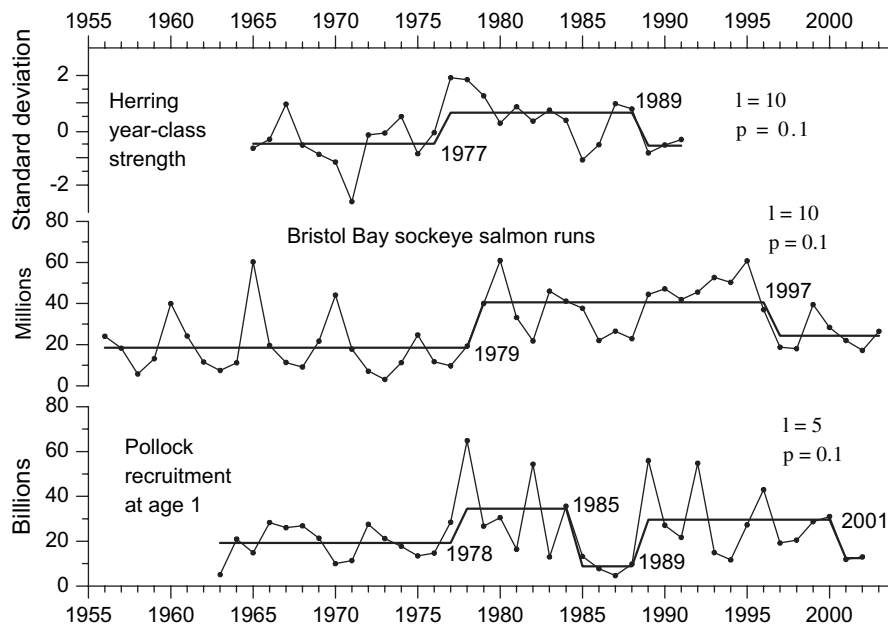 1955 1960 1965 1970 1975 1980 1985 1990 1995 2000
Standard deviation
2
0
-2
Herring
year-class
strength
1977
1989
l = 10
p = 0.1
Millions
80
60
40
20
0
Bristol Bay sockeye salmon runs
1979
1997
l = 10
p = 0.1
Billions
80
60
40
20
0
Pollock
recruitment
at age 1
1978
1985
1989
2001
l = 5
p = 0.1
1955 1960 1965 1970 1975 1980 1985 1990 1995 2000